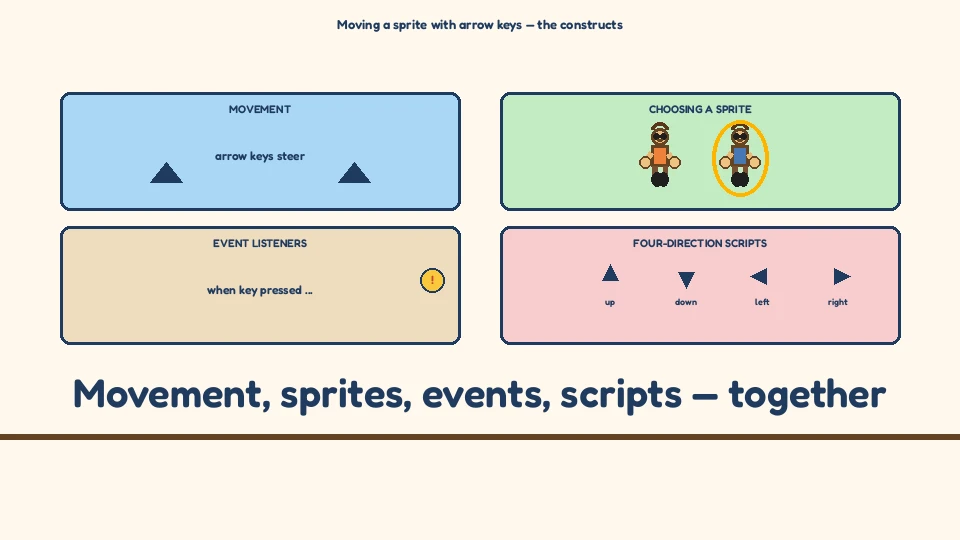 Moving a sprite with arrow keys – the constructs
MOVEMENT
arrow keys steer
CHOOSING A SPRITE
EVENT LISTENERS
when key pressed ...
!
FOUR-DIRECTION SCRIPTS
up
down
left
right
Movement, sprites, events, scripts – together